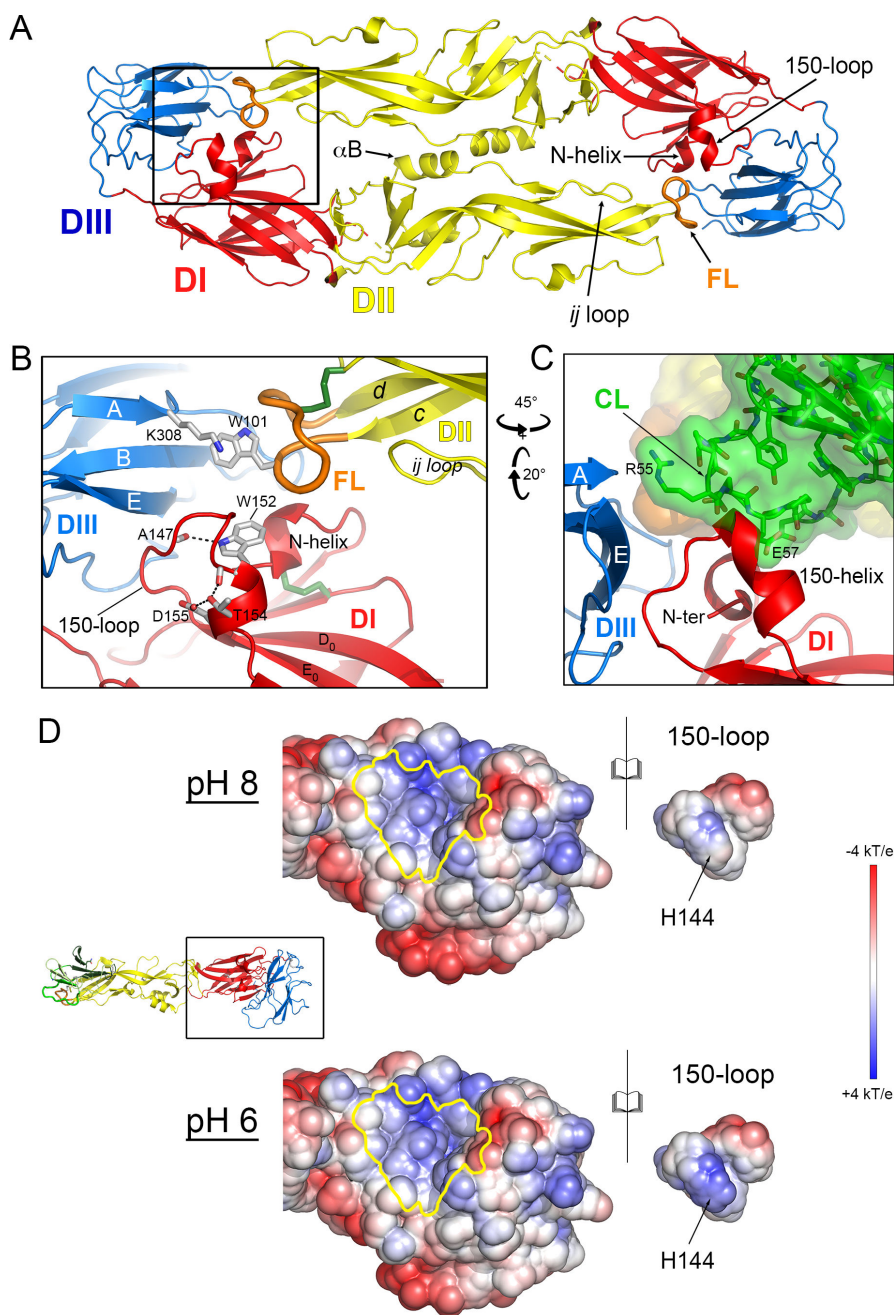 A
150-loop
αB
N-helix
DIII
DI
DII
ij loop
FL
B
A
W101
K308
d
c
DII
B
ij loop
FL
E
W152
DIII
A147
N-helix
150-loop
DI
D155
T154
D₀
E₀
45°
20°
C
CL
R55
A
E
E57
150-helix
N-ter
DIII
DI
D
pH 8
150-loop
H144
-4 kT/e
+4 kT/e
pH 6
150-loop
H144